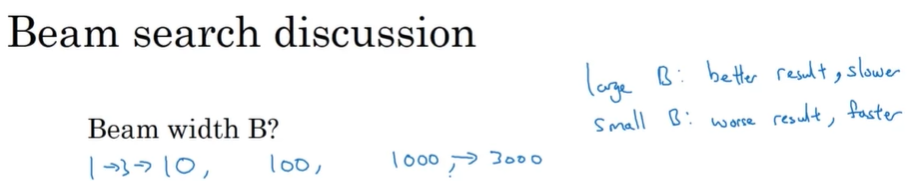 Beam search discussion
large B: better result, slower
small B: worse result, faster
Beam width B?
1→3→10, 100, 1000, → 3000